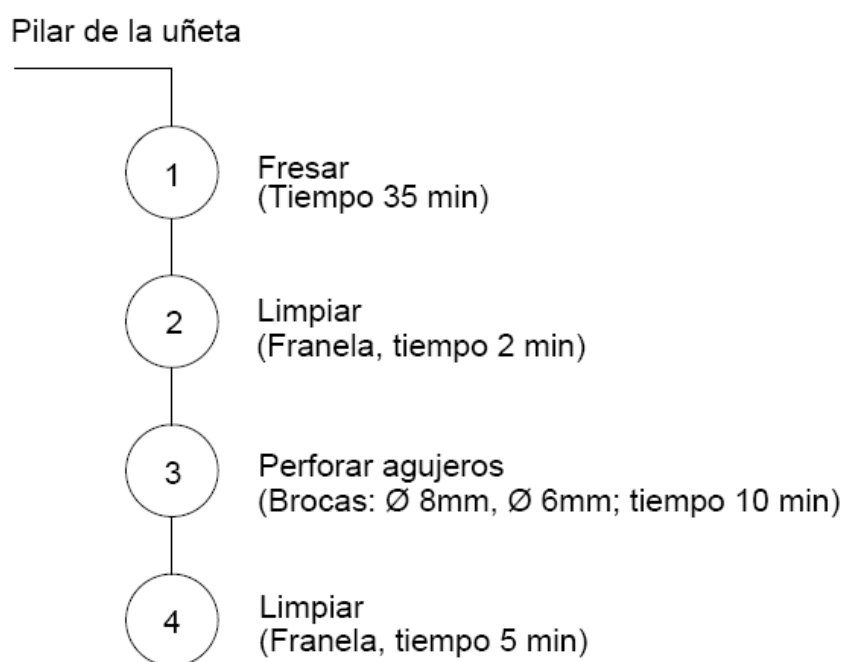 Pilar de la uñeta
1
Fresar
(Tiempo 35 min)
2
Limpiar
(Franela, tiempo 2 min)
3
Perforar agujeros
(Brocas: Ø 8mm, Ø 6mm; tiempo 10 min)
4
Limpiar
(Franela, tiempo 5 min)